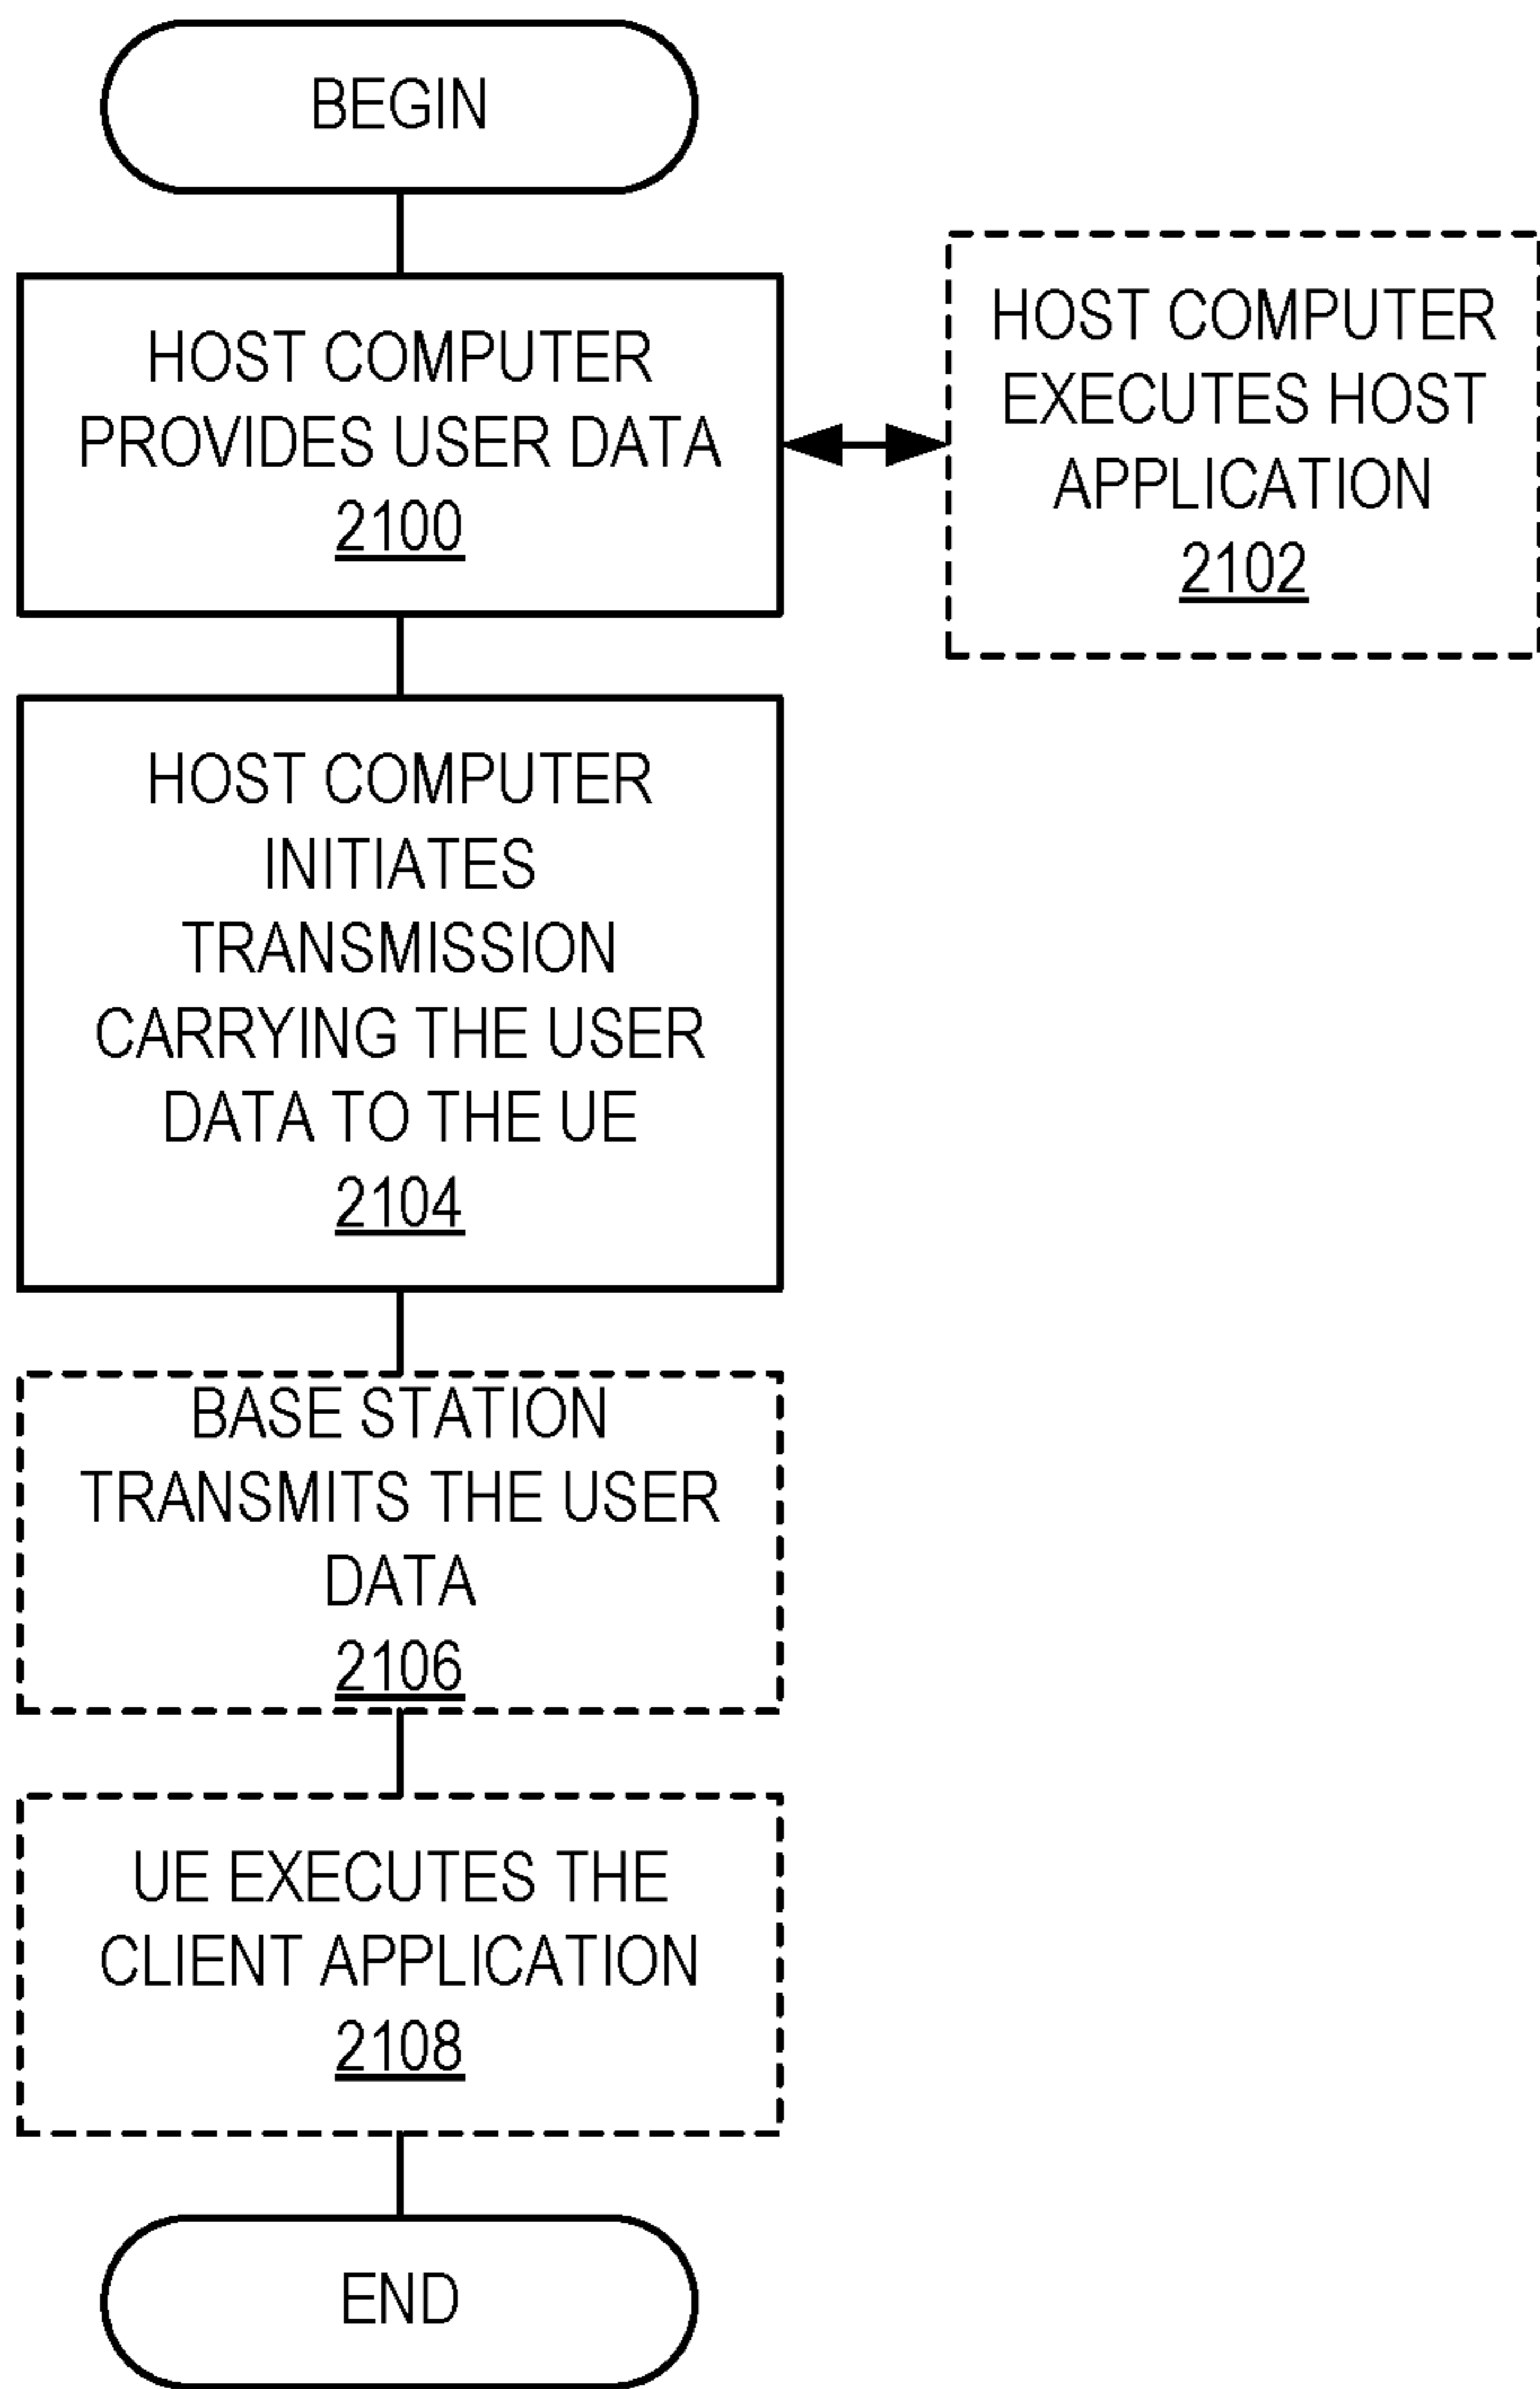 BEGIN
HOST COMPUTER
PROVIDES USER DATA
2100
HOST COMPUTER
EXECUTES HOST
APPLICATION
2102
HOST COMPUTER
INITIATES
TRANSMISSION
CARRYING THE USER
DATA TO THE UE
2104
BASE STATION
TRANSMITS THE USER
DATA
2106
UE EXECUTES THE
CLIENT APPLICATION
2108
END